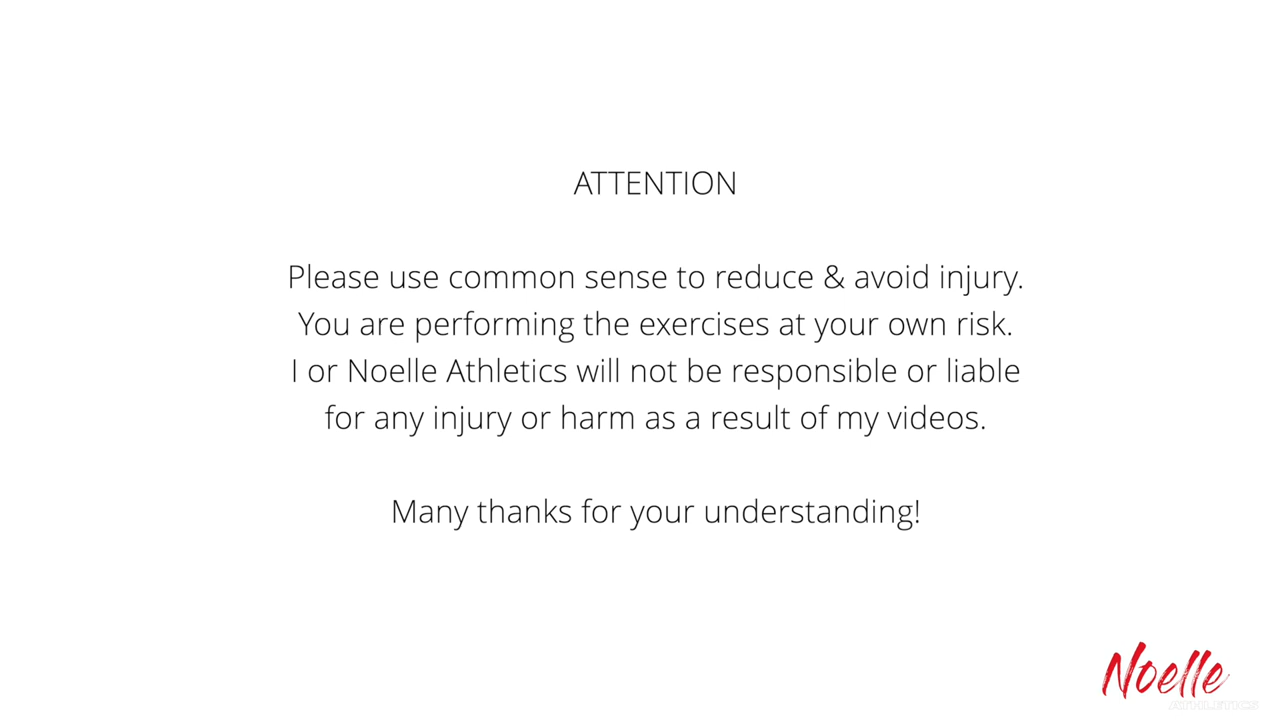 ATTENTION
Please use common sense to reduce & avoid injury.
You are performing the exercises at your own risk.
I or Noelle Athletics will not be responsible or liable
for any injury or harm as a result of my videos.
Many thanks for your understanding!
Noelle
ATHLETICS